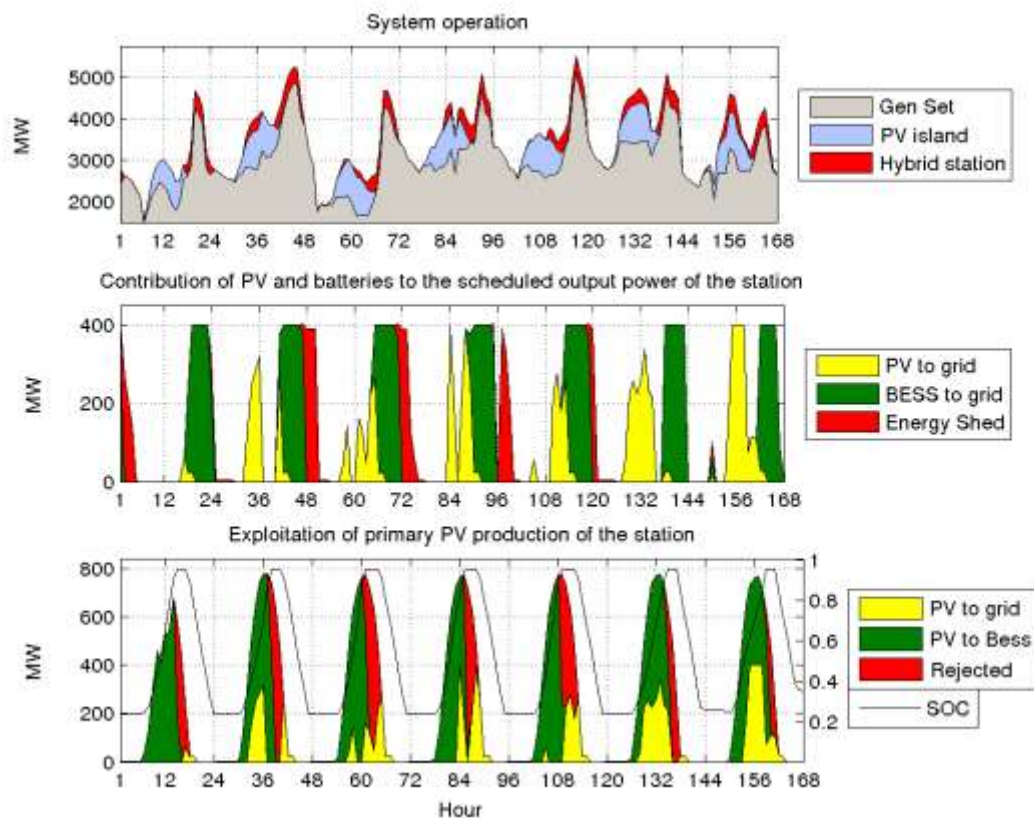 System operation
MW
5000
4000
3000
2000
1 12 24 36 48 60 72 84 96 108 120 132 144 156 168
Gen Set
PV island
Hybrid station
Contribution of PV and batteries to the scheduled output power of the station
MW
400
200
0
1 12 24 36 48 60 72 84 96 108 120 132 144 156 168
PV to grid
BESS to grid
Energy Shed
Exploitation of primary PV production of the station
MW
800
600
400
200
0
1
0.8
0.6
0.4
0.2
1 12 24 36 48 60 72 84 96 108 120 132 144 156 168
Hour
PV to grid
PV to Bess
Rejected
SOC